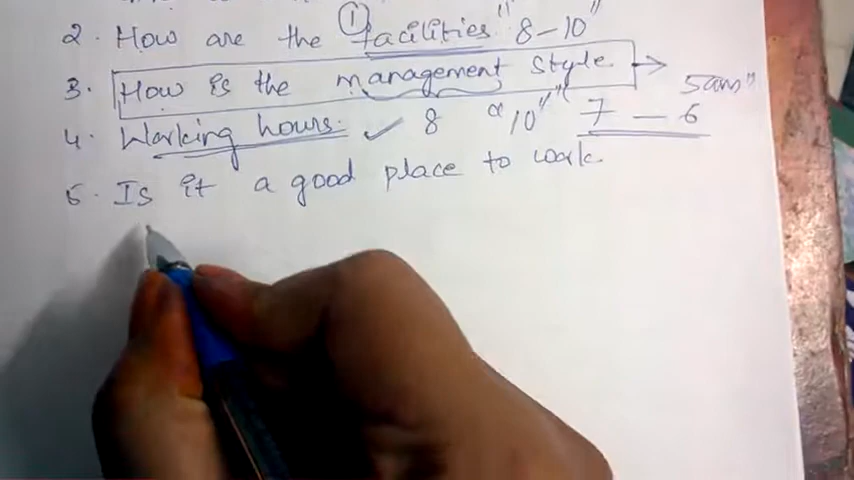 2. How are the ① facilities" 8-10"
3. How is the management style. →
5am"
4. Working hours. ✓ 8 "10"" 7 — 6
5. Is it a good place to work.